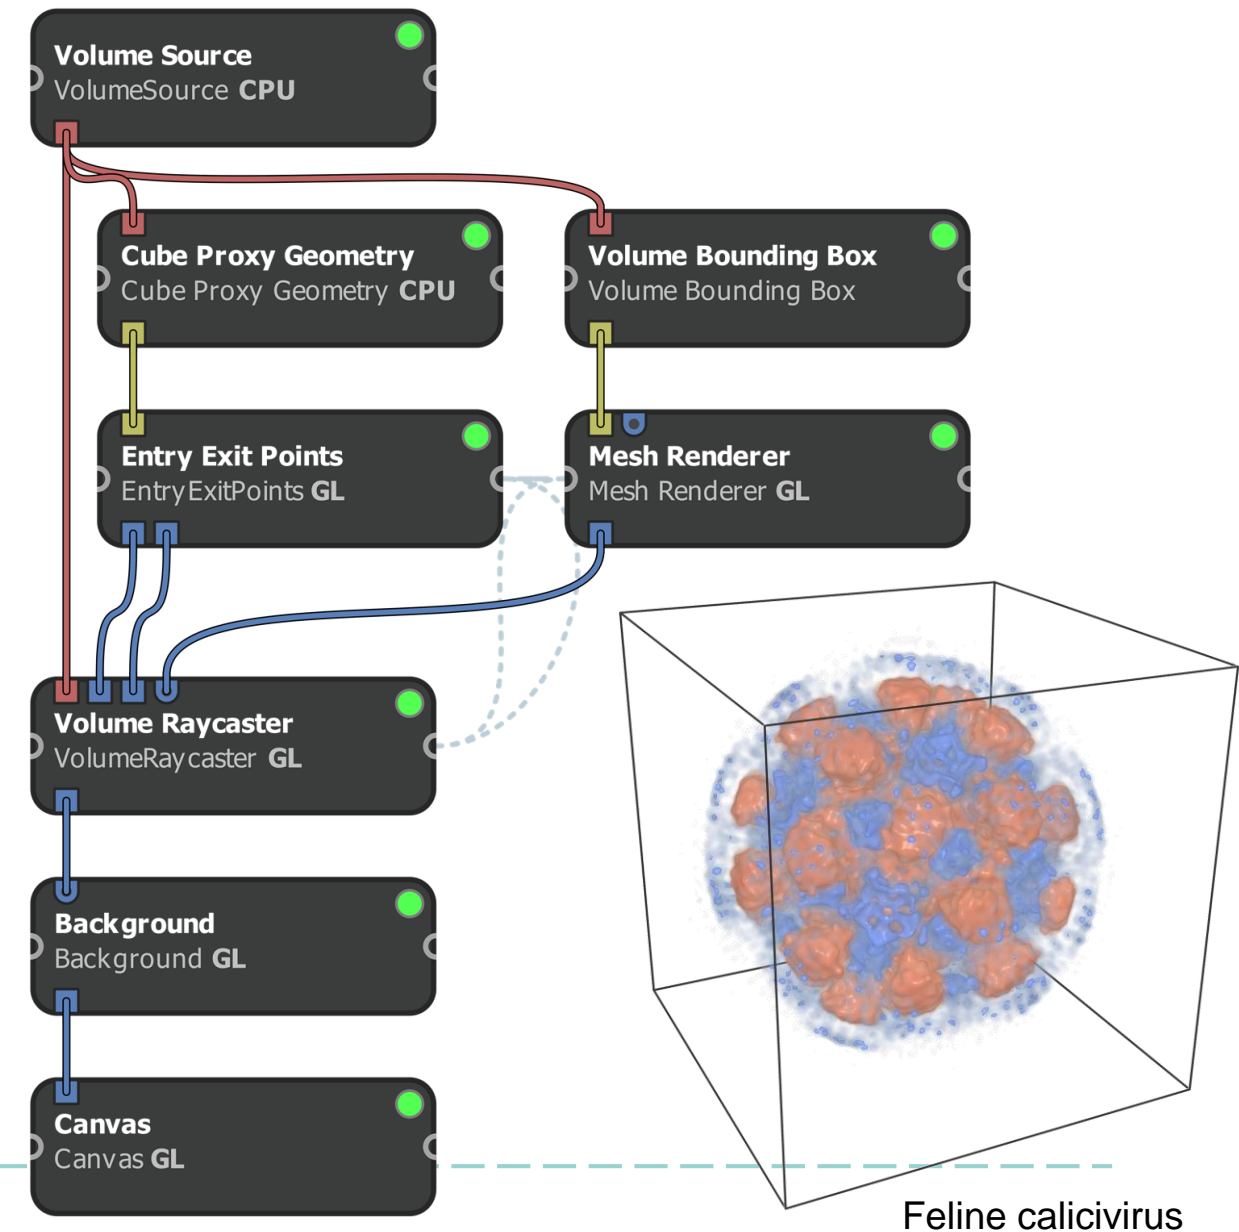 Volume Source
VolumeSource CPU
Cube Proxy Geometry
Cube Proxy Geometry CPU
Volume Bounding Box
Volume Bounding Box
Entry Exit Points
EntryExitPoints GL
Mesh Renderer
Mesh Renderer GL
Volume Raycaster
VolumeRaycaster GL
Background
Background GL
Canvas
Canvas GL
Feline calicivirus